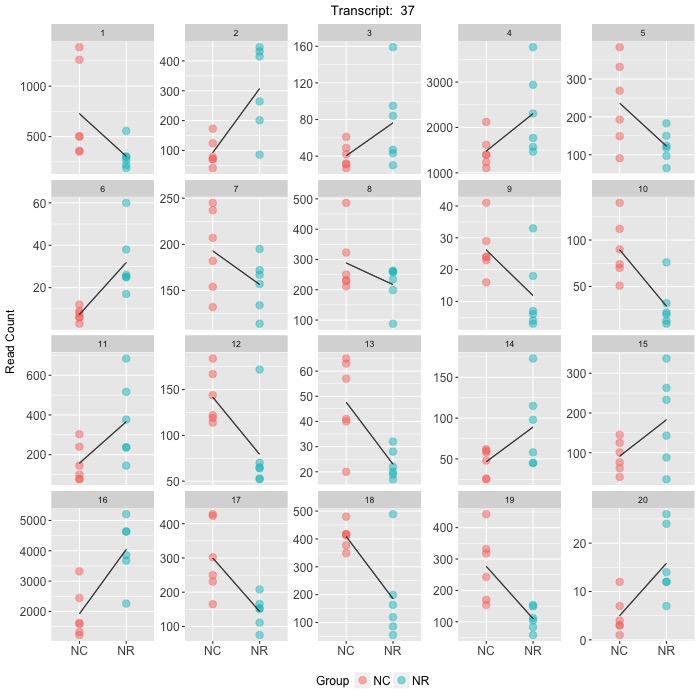 Transcript: 37
1 2 3 4 5
1000 500
400 300 200 100
160 120 80 40
3000 2000 1000
300 200 100
6 7 8 9 10
60 40 20
250 200 150
500 400 300 200 100
40 30 20 10
100 50
Read Count
11 12 13 14 15
600 400 200
150 100 50
60 50 40 30 20
150 100 50
300 200 100
16 17 18 19 20
5000 4000 3000 2000
400 300 200 100
500 400 300 200 100
400 300 200 100
20 10 0
NC NR NC NR NC NR NC NR NC NR
Group NC NR